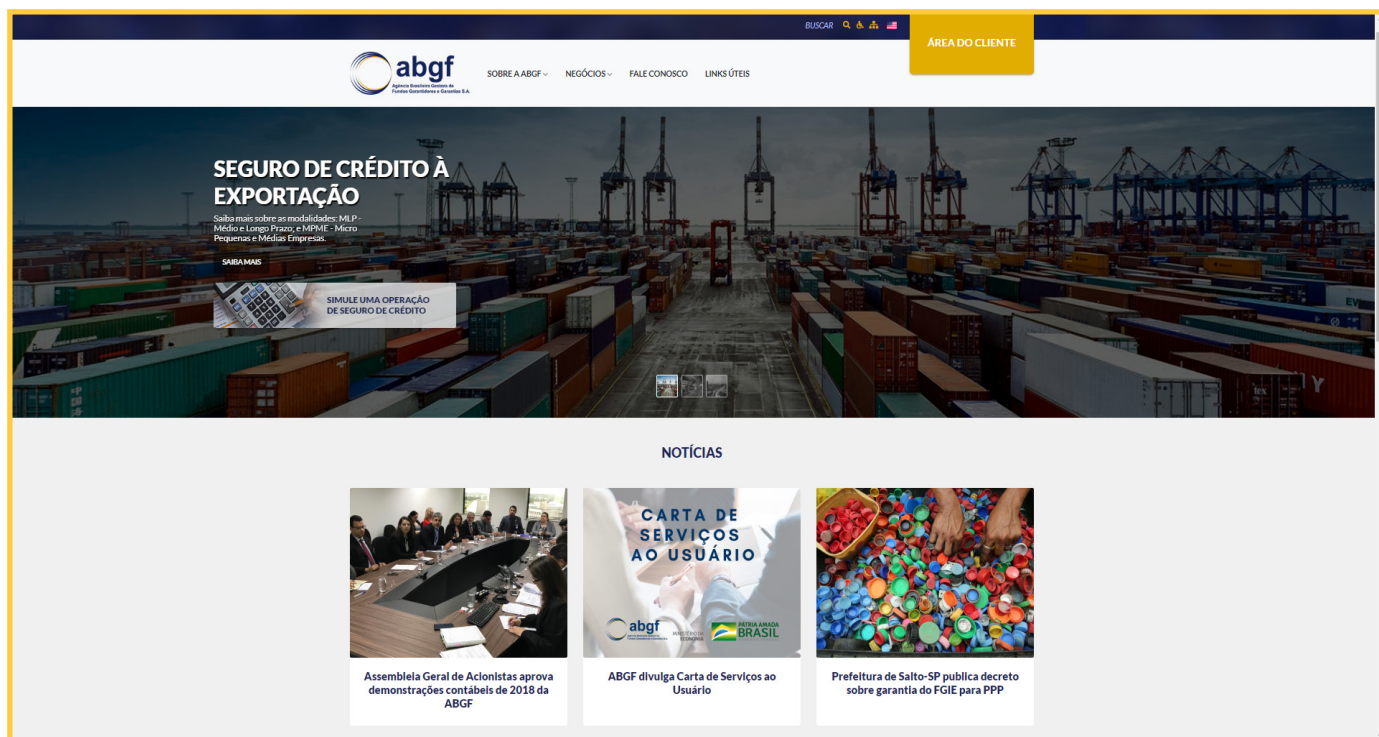 BUSCAR
ÁREA DO CLIENTE
abgf
Agência Brasileira Gestora de
Fundos Garantidores e Garantias S.A.
SOBRE A ABGF
NEGÓCIOS
FALE CONOSCO
LINKS ÚTEIS
SEGURO DE CRÉDITO À
EXPORTAÇÃO
Saiba mais sobre as modalidades: MLP -
Médio e Longo Prazo; e MPME - Micro
Pequenas e Médias Empresas.
SAIBA MAIS
SIMULE UMA OPERAÇÃO
DE SEGURO DE CRÉDITO
NOTÍCIAS
CARTA DE
SERVIÇOS
AO USUÁRIO
abgf
MINISTÉRIO DA
ECONOMIA
PÁTRIA AMADA
BRASIL
Assembleia Geral de Acionistas aprova
demonstrações contábeis de 2018 da
ABGF
ABGF divulga Carta de Serviços ao
Usuário
Prefeitura de Salto-SP publica decreto
sobre garantia do FGIE para PPP